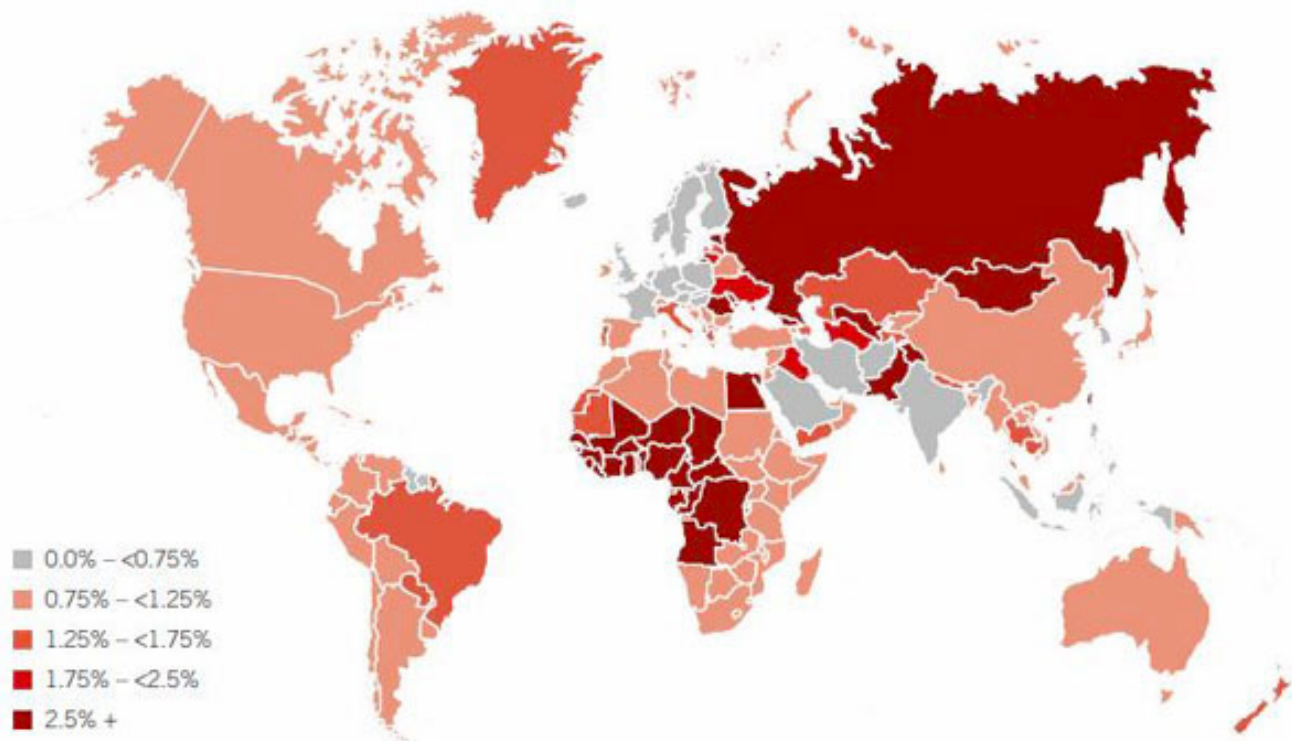 0.0% – <0.75%
0.75% – <1.25%
1.25% – <1.75%
1.75% – <2.5%
2.5% +